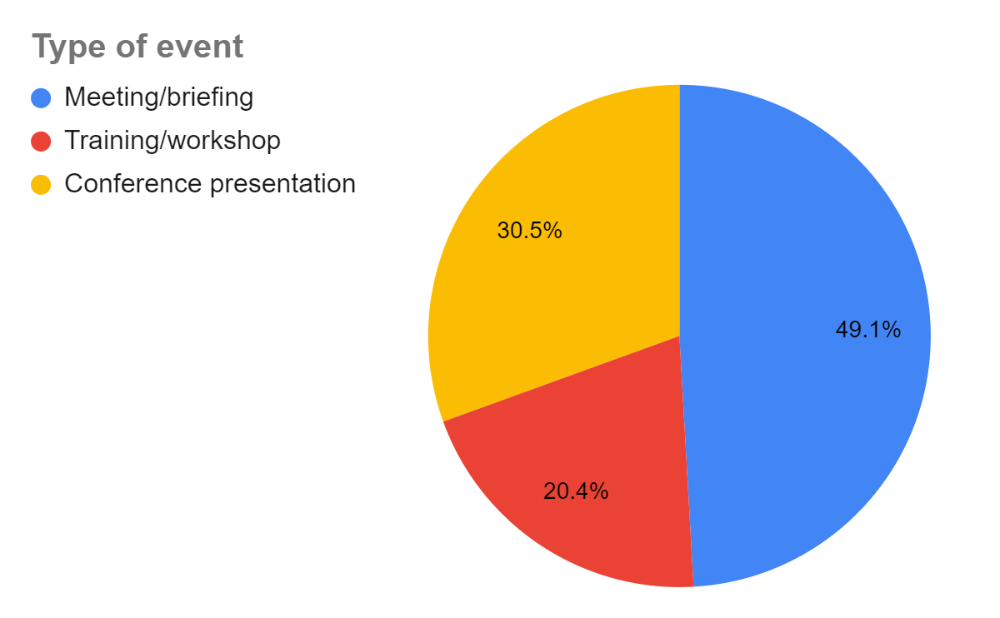 Type of event
Meeting/briefing
Training/workshop
Conference presentation
30.5%
49.1%
20.4%